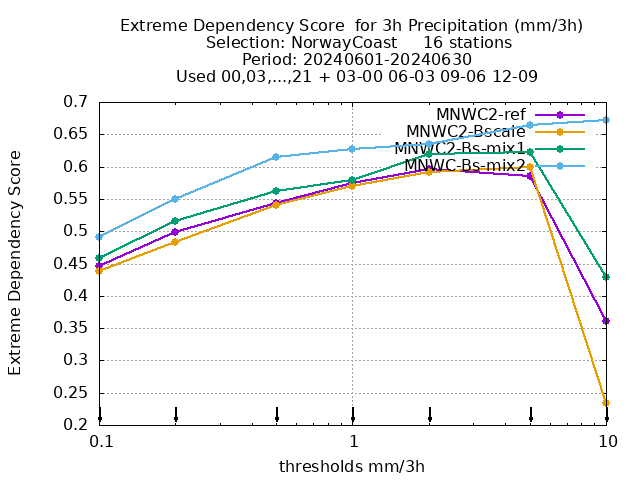 Extreme Dependency Score  for 3h Precipitation (mm/3h)
Selection: NorwayCoast     16 stations
Period: 20240601-20240630
Used 00,03,...,21 + 03-00 06-03 09-06 12-09
MNWC2-ref
MNWC2-Bscale
MNWC2-Bs-mix1
MNWC-Bs-mix2
0.7
0.65
0.6
0.55
0.5
0.45
0.4
0.35
0.3
0.25
0.2
Extreme Dependency Score
0.1
1
10
thresholds mm/3h